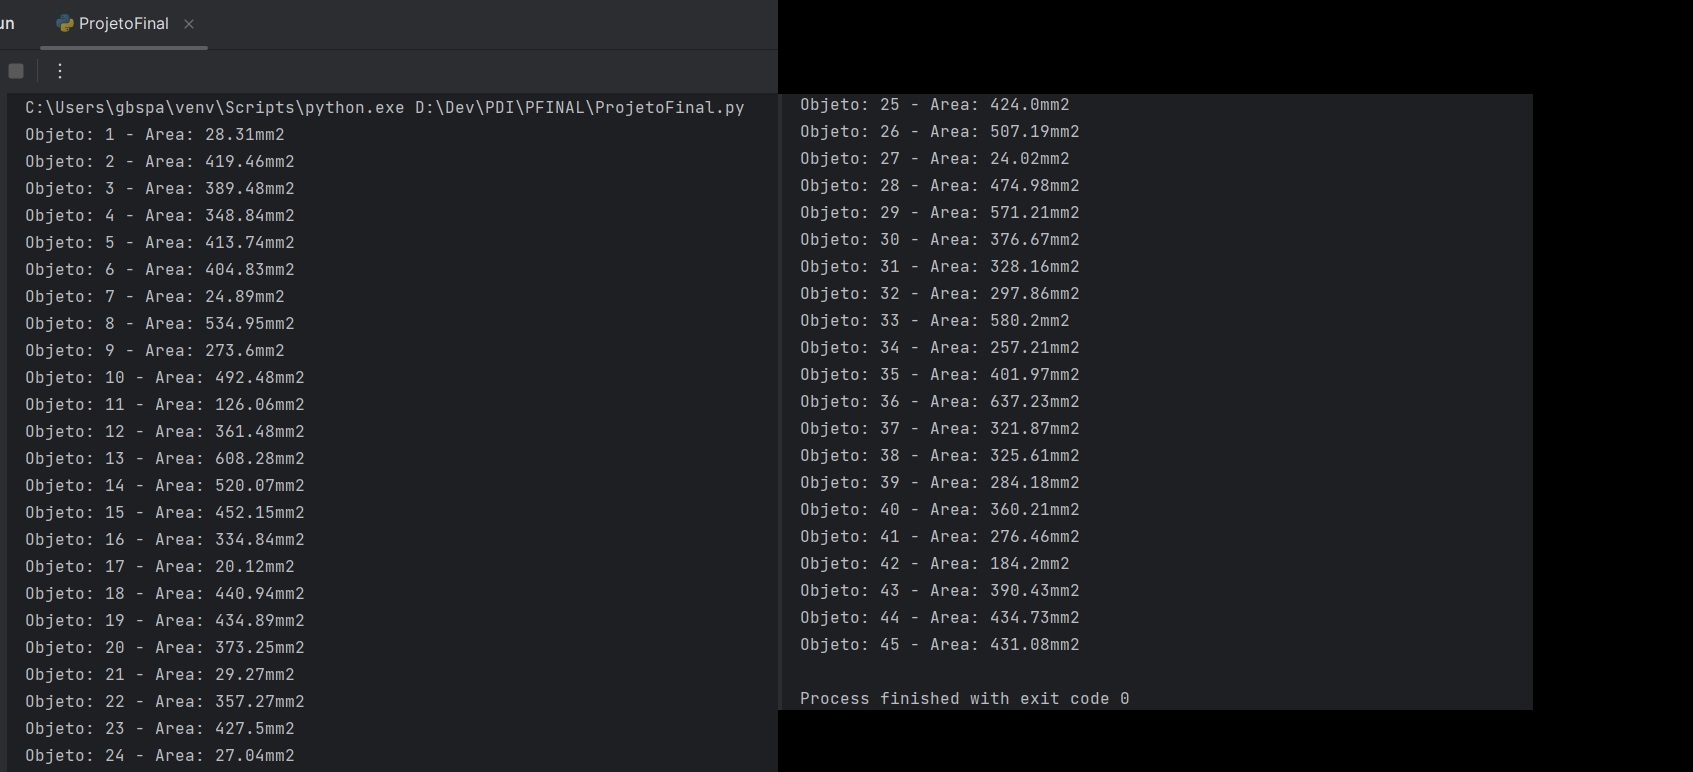 un
ProjetoFinal
C:\Users\gbspa\venv\Scripts\python.exe D:\Dev\PDI\PFINAL\ProjetoFinal.py
Objeto: 1 - Area: 28.31mm2
Objeto: 2 - Area: 419.46mm2
Objeto: 3 - Area: 389.48mm2
Objeto: 4 - Area: 348.84mm2
Objeto: 5 - Area: 413.74mm2
Objeto: 6 - Area: 404.83mm2
Objeto: 7 - Area: 24.89mm2
Objeto: 8 - Area: 534.95mm2
Objeto: 9 - Area: 273.6mm2
Objeto: 10 - Area: 492.48mm2
Objeto: 11 - Area: 126.06mm2
Objeto: 12 - Area: 361.48mm2
Objeto: 13 - Area: 608.28mm2
Objeto: 14 - Area: 520.07mm2
Objeto: 15 - Area: 452.15mm2
Objeto: 16 - Area: 334.84mm2
Objeto: 17 - Area: 20.12mm2
Objeto: 18 - Area: 440.94mm2
Objeto: 19 - Area: 434.89mm2
Objeto: 20 - Area: 373.25mm2
Objeto: 21 - Area: 29.27mm2
Objeto: 22 - Area: 357.27mm2
Objeto: 23 - Area: 427.5mm2
Objeto: 24 - Area: 27.04mm2
Objeto: 25 - Area: 424.0mm2
Objeto: 26 - Area: 507.19mm2
Objeto: 27 - Area: 24.02mm2
Objeto: 28 - Area: 474.98mm2
Objeto: 29 - Area: 571.21mm2
Objeto: 30 - Area: 376.67mm2
Objeto: 31 - Area: 328.16mm2
Objeto: 32 - Area: 297.86mm2
Objeto: 33 - Area: 580.2mm2
Objeto: 34 - Area: 257.21mm2
Objeto: 35 - Area: 401.97mm2
Objeto: 36 - Area: 637.23mm2
Objeto: 37 - Area: 321.87mm2
Objeto: 38 - Area: 325.61mm2
Objeto: 39 - Area: 284.18mm2
Objeto: 40 - Area: 360.21mm2
Objeto: 41 - Area: 276.46mm2
Objeto: 42 - Area: 184.2mm2
Objeto: 43 - Area: 390.43mm2
Objeto: 44 - Area: 434.73mm2
Objeto: 45 - Area: 431.08mm2
Process finished with exit code 0